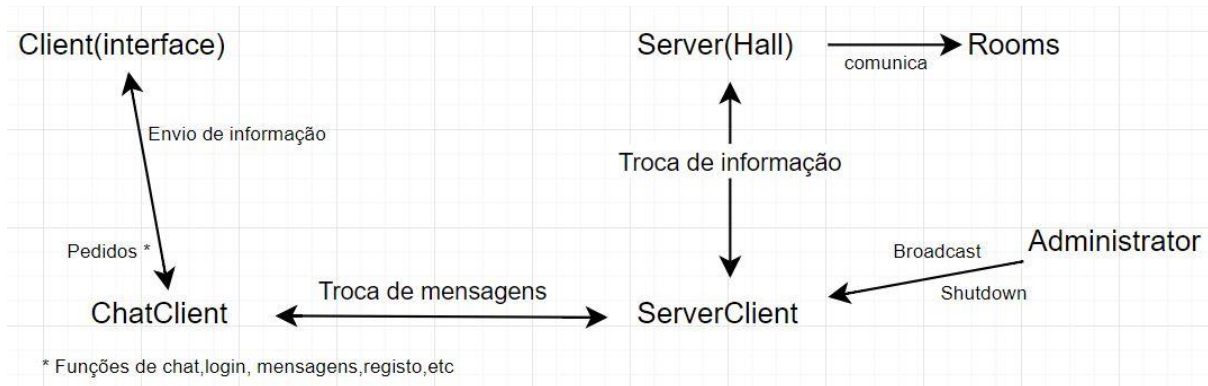 Client(interface)
Server(Hall)
Rooms
comunica
Envio de informação
Troca de informação
Pedidos *
Broadcast
Administrator
Shutdown
ChatClient
Troca de mensagens
ServerClient
* Funções de chat,login, mensagens,registo,etc